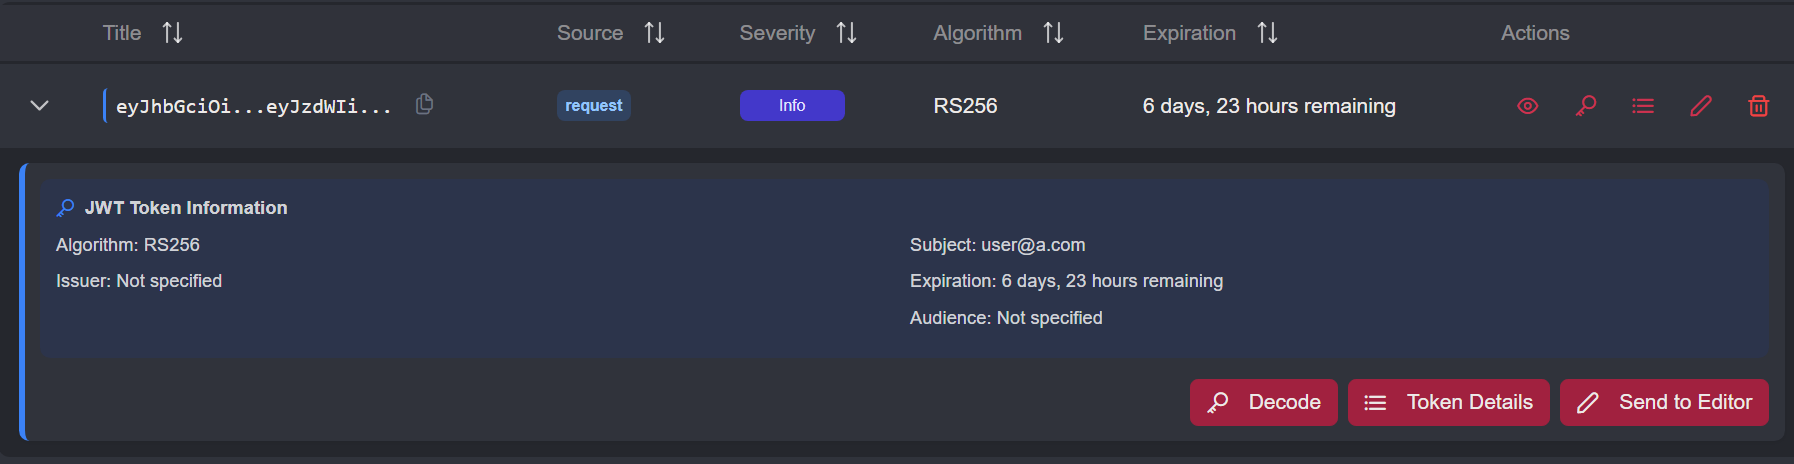 Title Source Severity Algorithm Expiration Actions
eyJhbGciOi...eyJzdWIi... request Info RS256 6 days, 23 hours remaining
JWT Token Information
Algorithm: RS256 Subject: user@a.com
Issuer: Not specified Expiration: 6 days, 23 hours remaining
Audience: Not specified
Decode Token Details Send to Editor